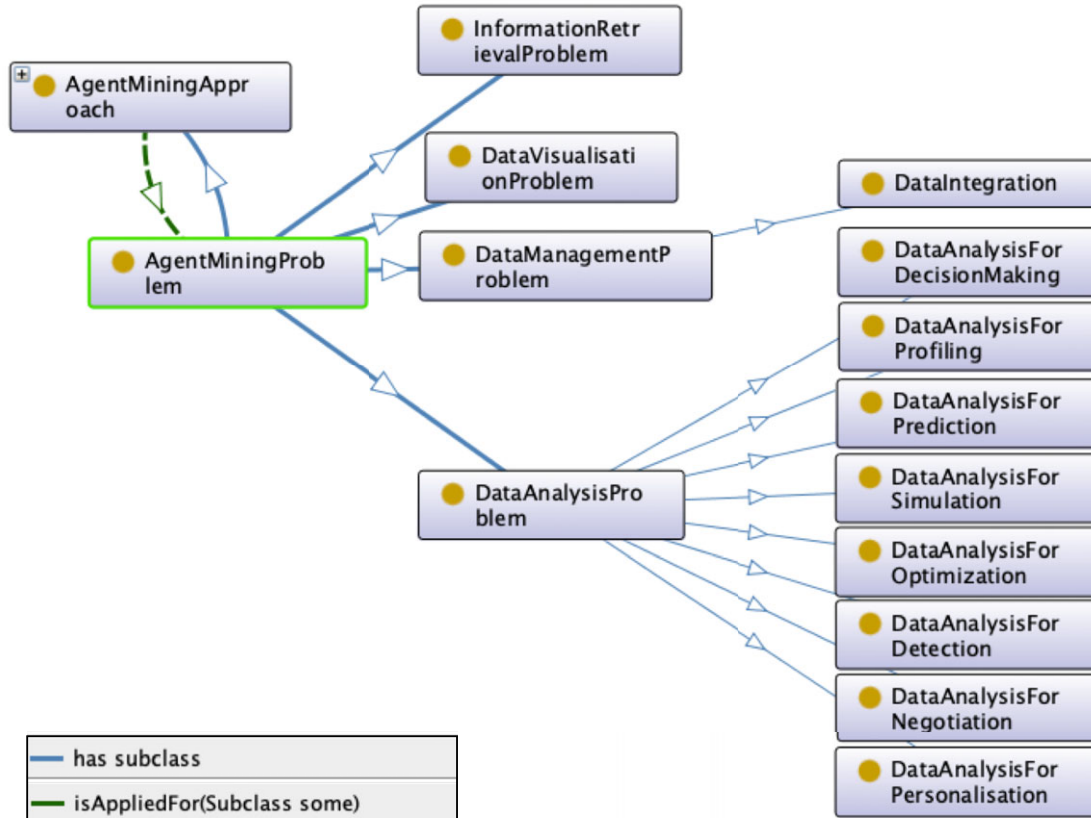 InformationRetr
ievalProblem
AgentMiningAppr
oach
DataVisualisati
onProblem
DataIntegration
AgentMiningProb
lem
DataManagementP
roblem
DataAnalysisFor
DecisionMaking
DataAnalysisFor
Profiling
DataAnalysisFor
Prediction
DataAnalysisPro
blem
DataAnalysisFor
Simulation
DataAnalysisFor
Optimization
DataAnalysisFor
Detection
DataAnalysisFor
Negotiation
DataAnalysisFor
Personalisation
has subclass
isAppliedFor(Subclass some)